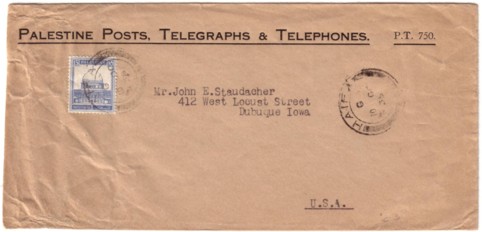 PALESTINE POSTS, TELEGRAPHS & TELEPHONES. P.T. 750.
Mr.John E.Staudacher
412 West Locust Street
Dubuque Iowa
U.S.A.